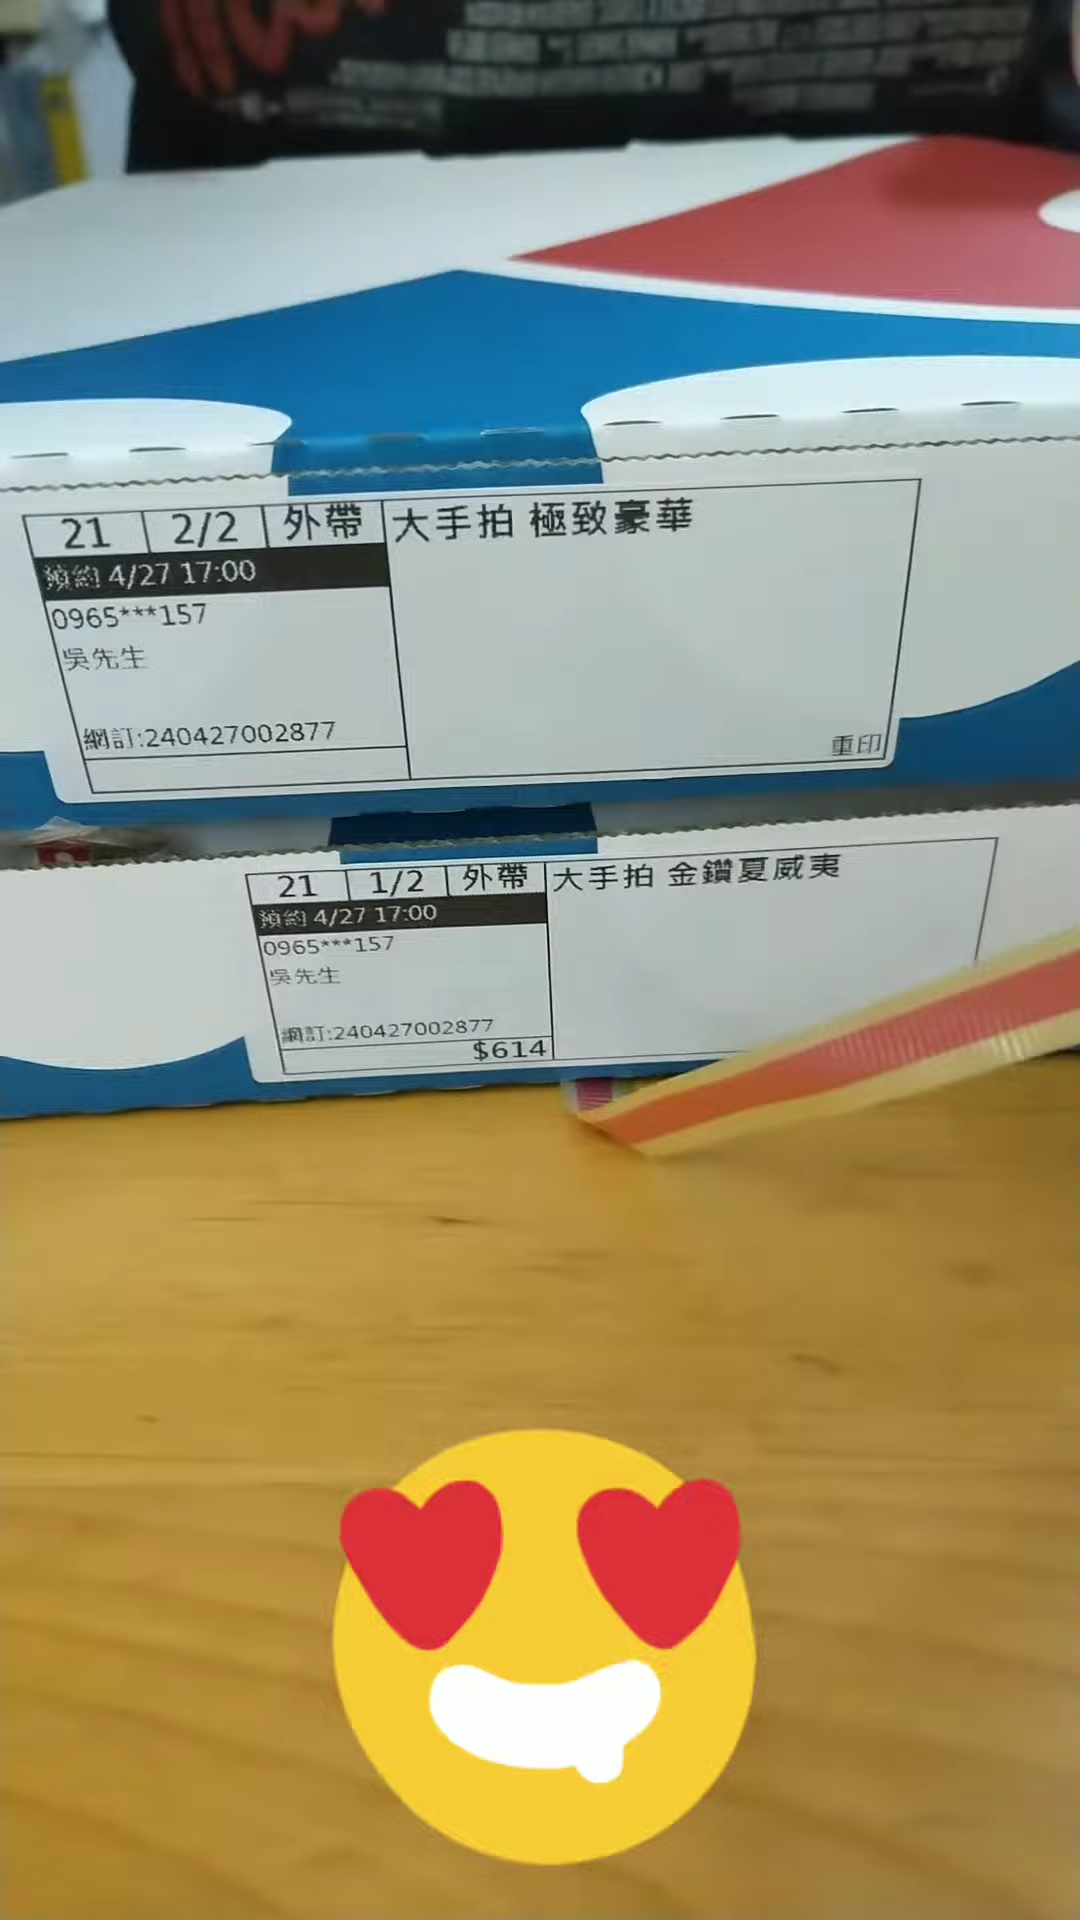 21 2/2 外帶 大手拍 極致豪華
預約 4/27 17:00
0965***157
吳先生
網訂:240427002877
重印
21 1/2 外帶 大手拍 金鑽夏威夷
預約 4/27 17:00
0965***157
吳先生
網訂:240427002877
$614